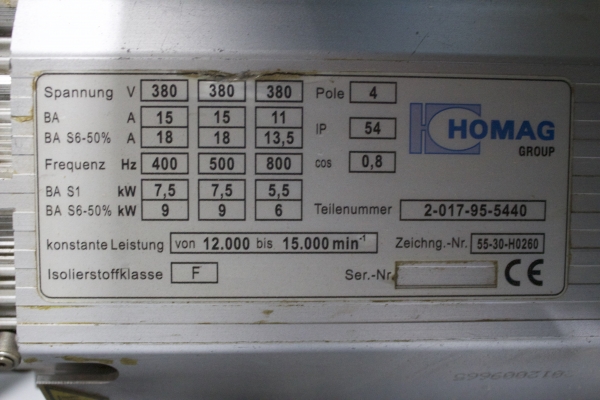 Spannung V 380 380 380 Pole 4
BA A 15 15 11
HOMAG
GROUP
BA S6-50% A 18 18 13,5 IP 54
Frequenz Hz 400 500 800 cos 0,8
BA S1 kW 7,5 7,5 5,5
BA S6-50% kW 9 9 6 Teilenummer 2-017-95-5440
konstante Leistung von 12.000 bis 15.000 min⁻¹ Zeichng.-Nr. 55-30-H0260
Isolierstoffklasse F Ser.-Nr. CE